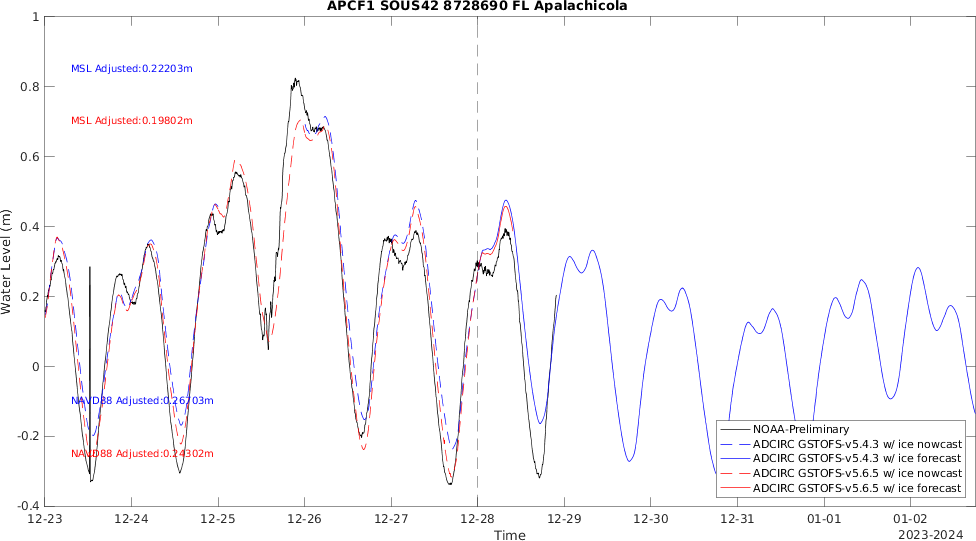 APCF1 SOUS42 8728690 FL Apalachicola
1
0.8
0.6
0.4
0.2
0
-0.2
-0.4
Water Level (m)
MSL Adjusted:0.22203m
MSL Adjusted:0.19802m
NAVD88 Adjusted:0.26703m
NAVD88 Adjusted:0.24302m
NOAA-Preliminary
ADCIRC GSTOFS-v5.4.3 w/ ice nowcast
ADCIRC GSTOFS-v5.4.3 w/ ice forecast
ADCIRC GSTOFS-v5.6.5 w/ ice nowcast
ADCIRC GSTOFS-v5.6.5 w/ ice forecast
12-23 12-24 12-25 12-26 12-27 12-28 12-29 12-30 12-31 01-01 01-02
Time
2023-2024